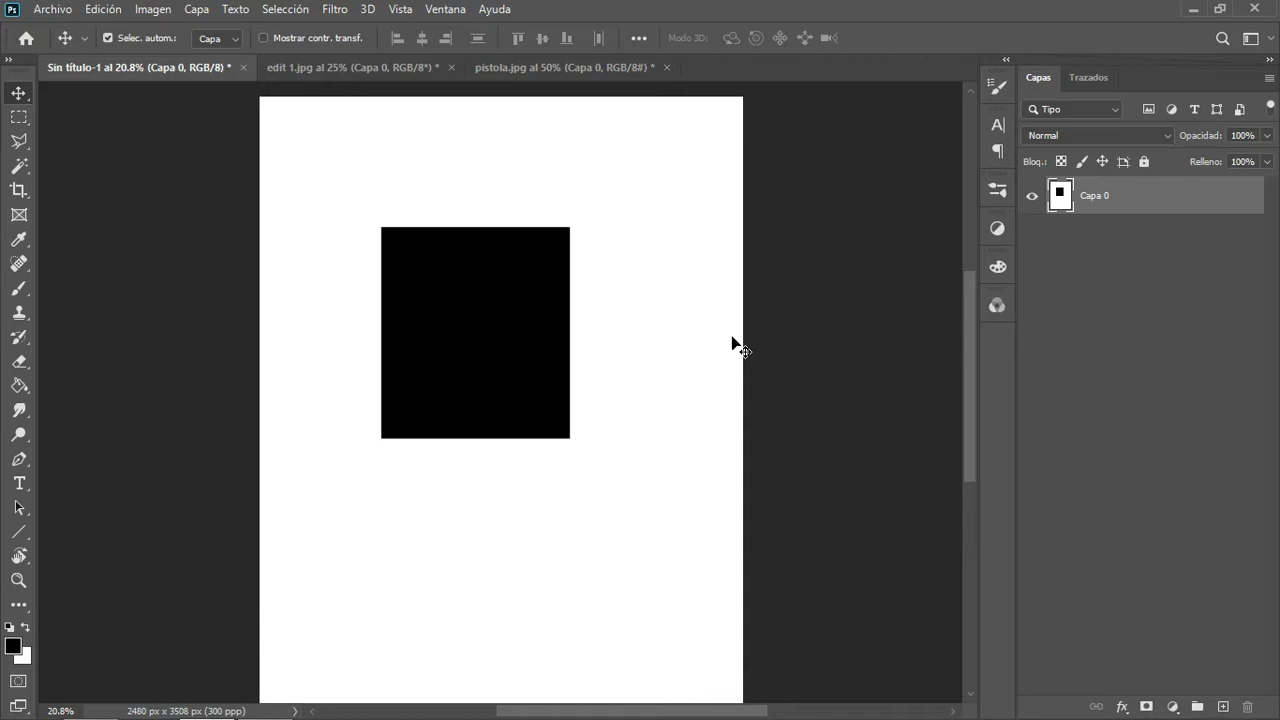 Ps Archivo Edición Imagen Capa Texto Selección Filtro 3D Vista Ventana Ayuda
Selec. autom.: Capa Mostrar contr. transf. ••• Modo 3D:
Sin título-1 al 20.8% (Capa 0, RGB/8) * × edit 1.jpg al 25% (Capa 0, RGB/8*) * × pistola.jpg al 50% (Capa 0, RGB/8#) * ×
Capas Trazados
Tipo
Normal Opacidad: 100%
Bloq.: Relleno: 100%
Capa 0
20.8% 2480 px x 3508 px (300 ppp)